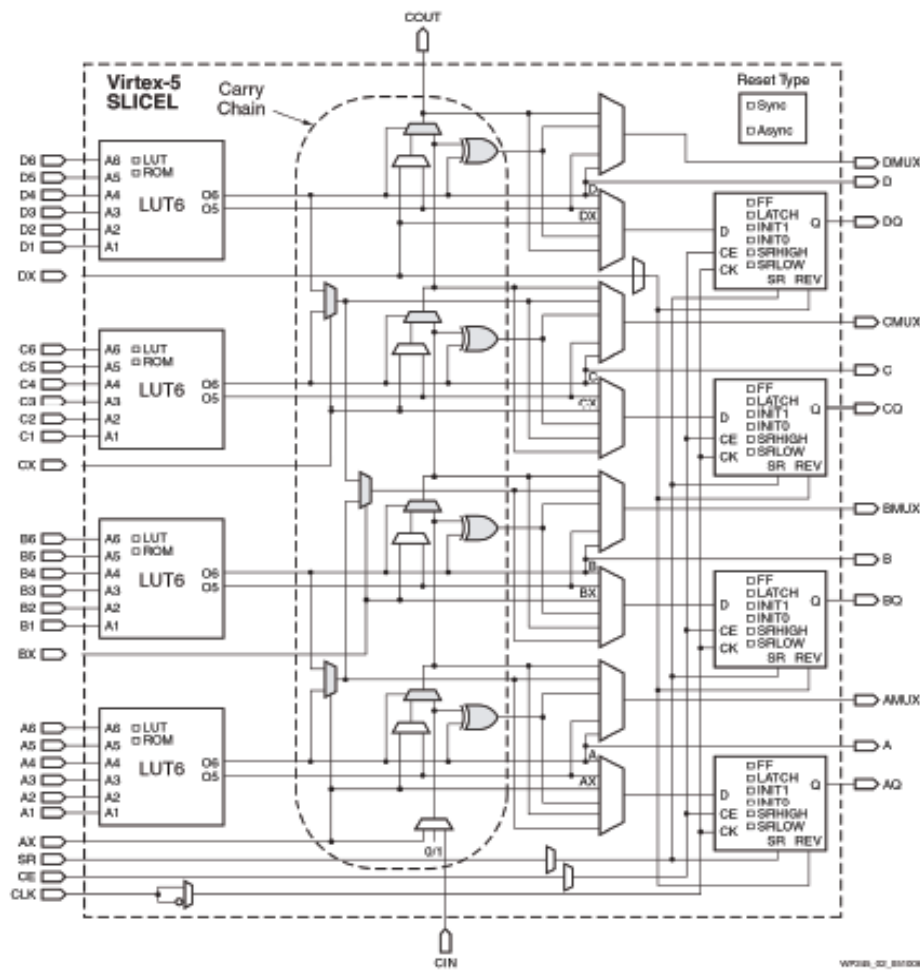 COUT
Virtex-5
SLICEL
Carry
Chain
Reset Type
Sync
Async
D6
D5
D4
D3
D2
D1
DX
A6
A5
A4
A3
A2
A1
LUT
ROM
LUT6
O6
O5
D
DX
DMUX
D
DQ
D
CE
CK
FF
LATCH
INIT1
INIT0
SRHIGH
SRLOW
SR REV
Q
C6
C5
C4
C3
C2
C1
CX
A6
A5
A4
A3
A2
A1
LUT
ROM
LUT6
O6
O5
C
CX
CMUX
C
CQ
D
CE
CK
FF
LATCH
INIT1
INIT0
SRHIGH
SRLOW
SR REV
Q
B6
B5
B4
B3
B2
B1
BX
A6
A5
A4
A3
A2
A1
LUT
ROM
LUT6
O6
O5
B
BX
BMUX
B
BQ
D
CE
CK
FF
LATCH
INIT1
INIT0
SRHIGH
SRLOW
SR REV
Q
A6
A5
A4
A3
A2
A1
AX
SR
CE
CLK
A6
A5
A4
A3
A2
A1
LUT
ROM
LUT6
O6
O5
A
AX
0/1
AMUX
A
AQ
D
CE
CK
FF
LATCH
INIT1
INIT0
SRHIGH
SRLOW
SR REV
Q
CIN